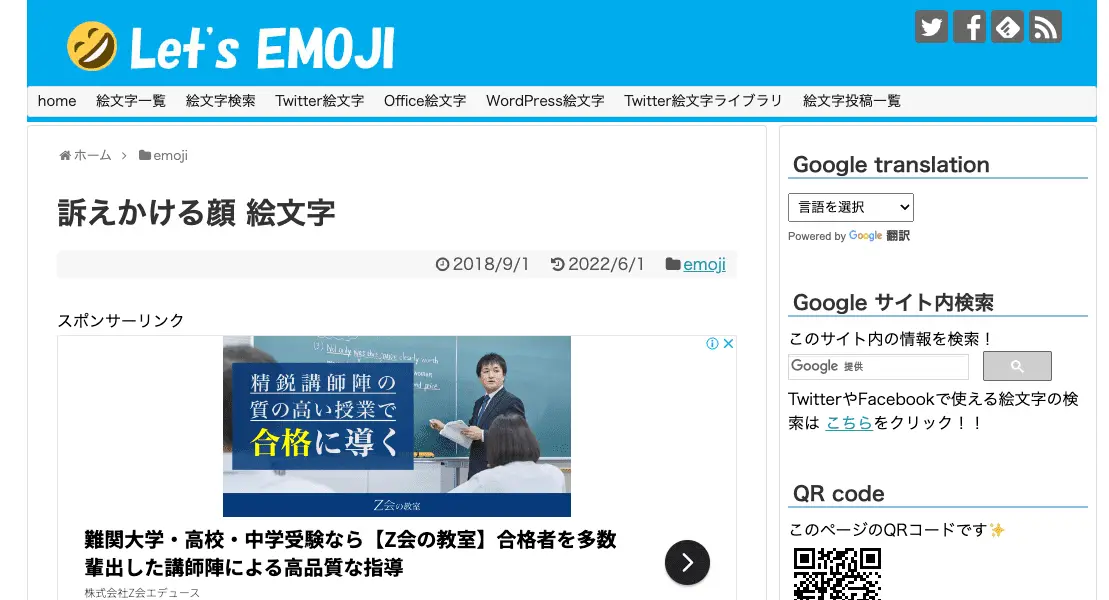 Let's EMOJI
home 絵文字一覧 絵文字検索 Twitter絵文字 Office絵文字 WordPress絵文字 Twitter絵文字ライブラリ 絵文字投稿一覧
ホーム > emoji
訴えかける顔 絵文字
2018/9/1 2022/6/1 emoji
スポンサーリンク
精鋭講師陣の
質の高い授業で
合格に導く
Z会の教室
難関大学・高校・中学受験なら【Z会の教室】合格者を多数
輩出した講師陣による高品質な指導
株式会社Z会エデュース
Google translation
言語を選択
Powered by Google 翻訳
Google サイト内検索
このサイト内の情報を検索！
Google 提供
TwitterやFacebookで使える絵文字の検
索は こちらをクリック！！
QR code
このページのQRコードです✨